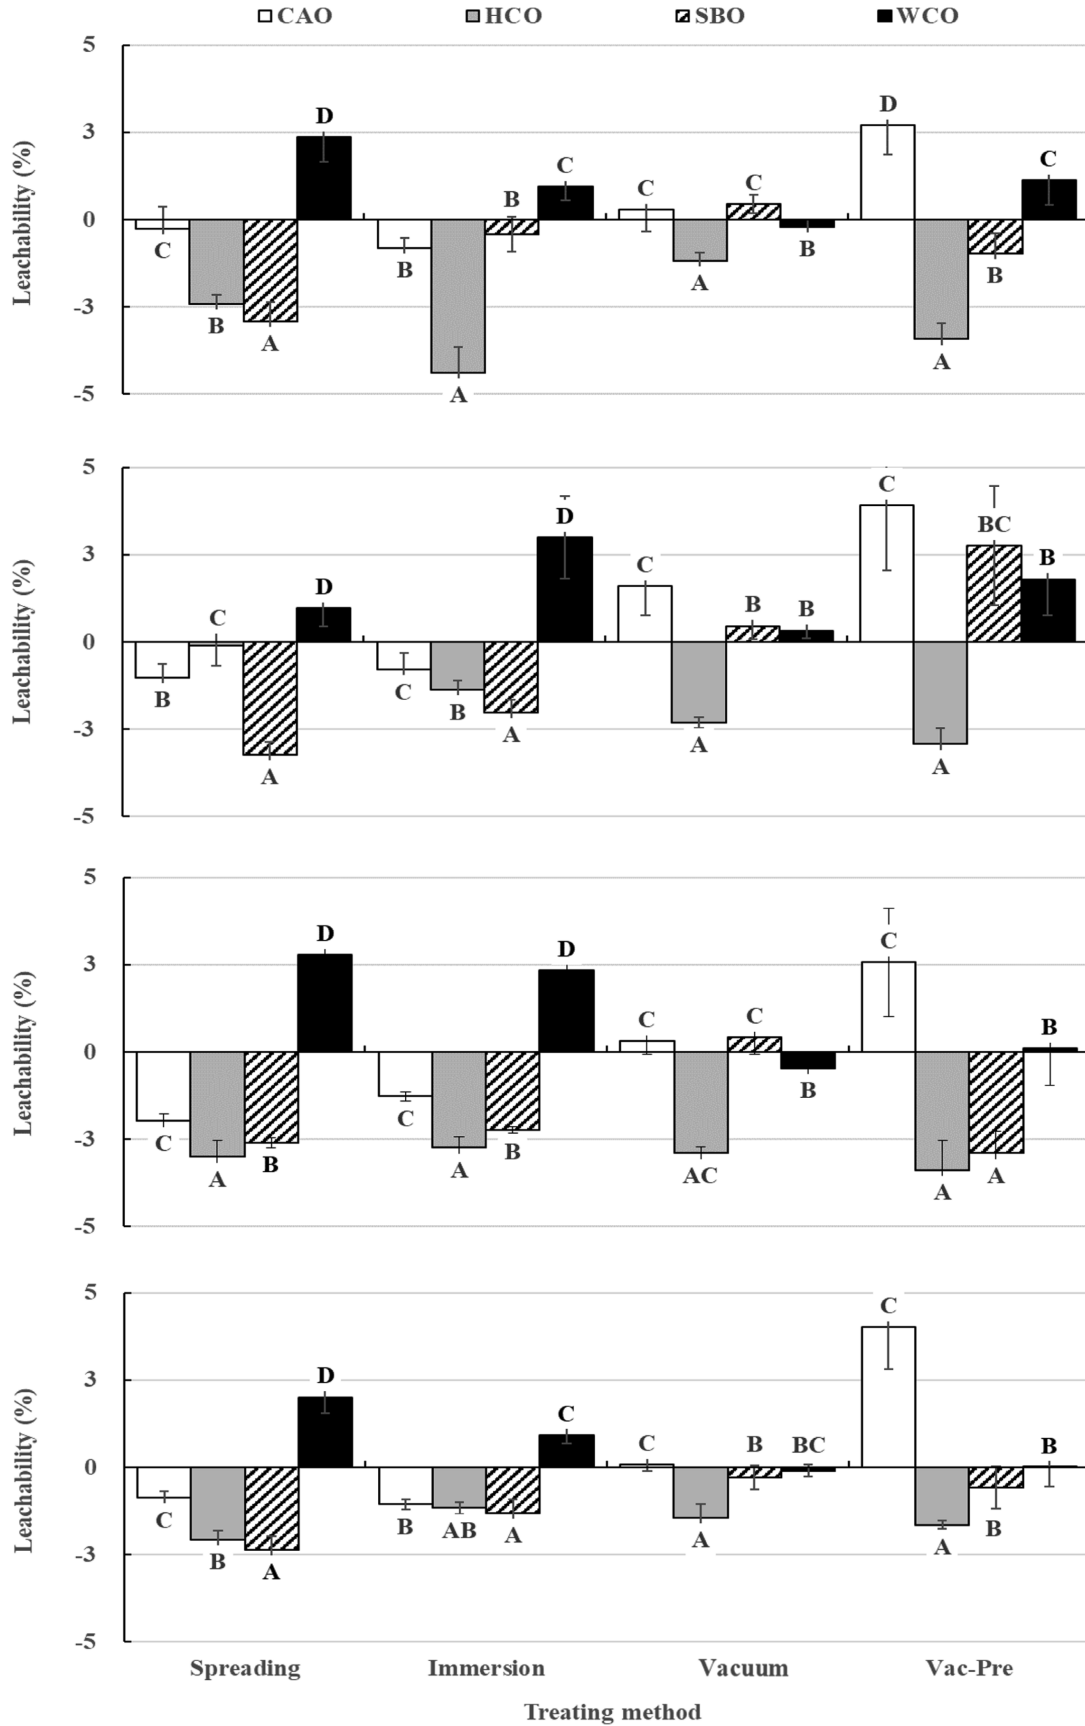 CAO HCO SBO WCO
5
3
0
-3
-5
Leachability (%)
C B A D B A B C C A C B D A B C
5
3
0
-3
-5
Leachability (%)
B C A D C B A D C A B B C A BC B
5
3
0
-3
-5
Leachability (%)
C A B D C A B D C AC C B C A A B
5
3
0
-3
-5
Leachability (%)
C B A D B AB A C C A B BC C A B B
Spreading Immersion Vacuum Vac-Pre
Treating method